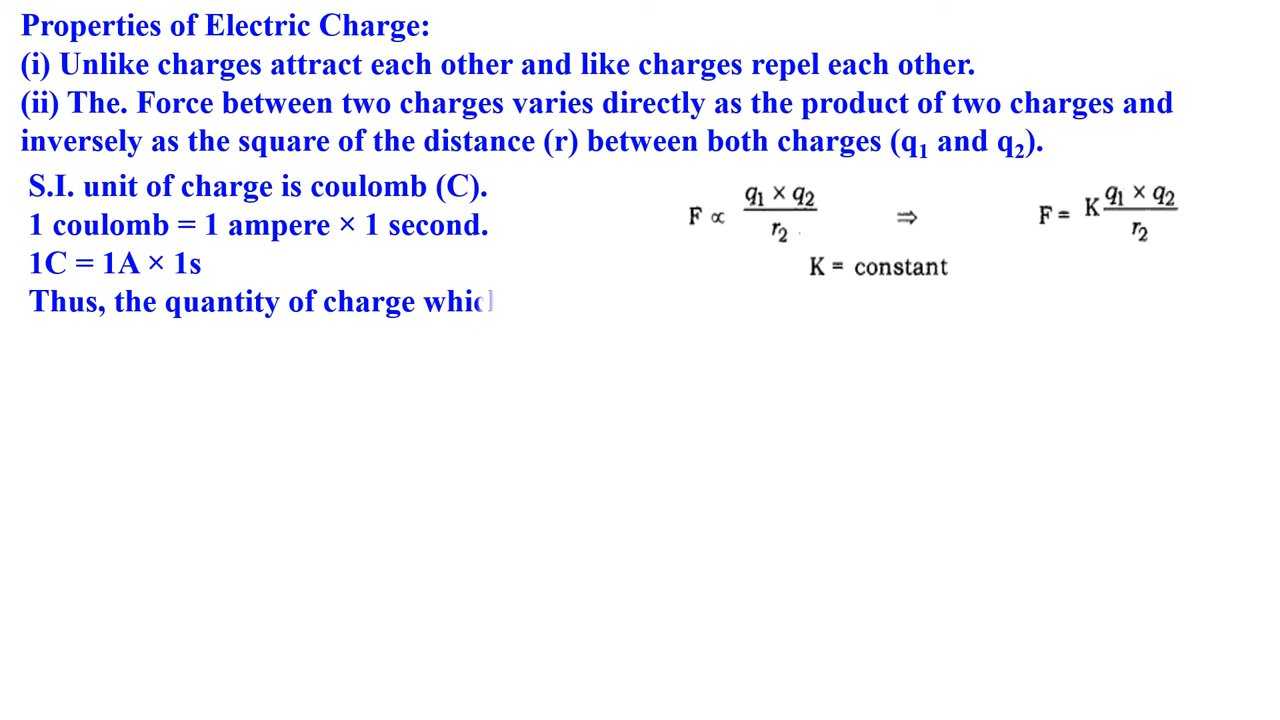 Properties of Electric Charge:
(i) Unlike charges attract each other and like charges repel each other.
(ii) The. Force between two charges varies directly as the product of two charges and
inversely as the square of the distance (r) between both charges (q₁ and q₂).
S.I. unit of charge is coulomb (C).
1 coulomb = 1 ampere × 1 second.
1C = 1A × 1s
Thus, the quantity of charge
F ∝ q₁ × q₂ / r₂ ⇒ F = K q₁ × q₂ / r₂
K = constant